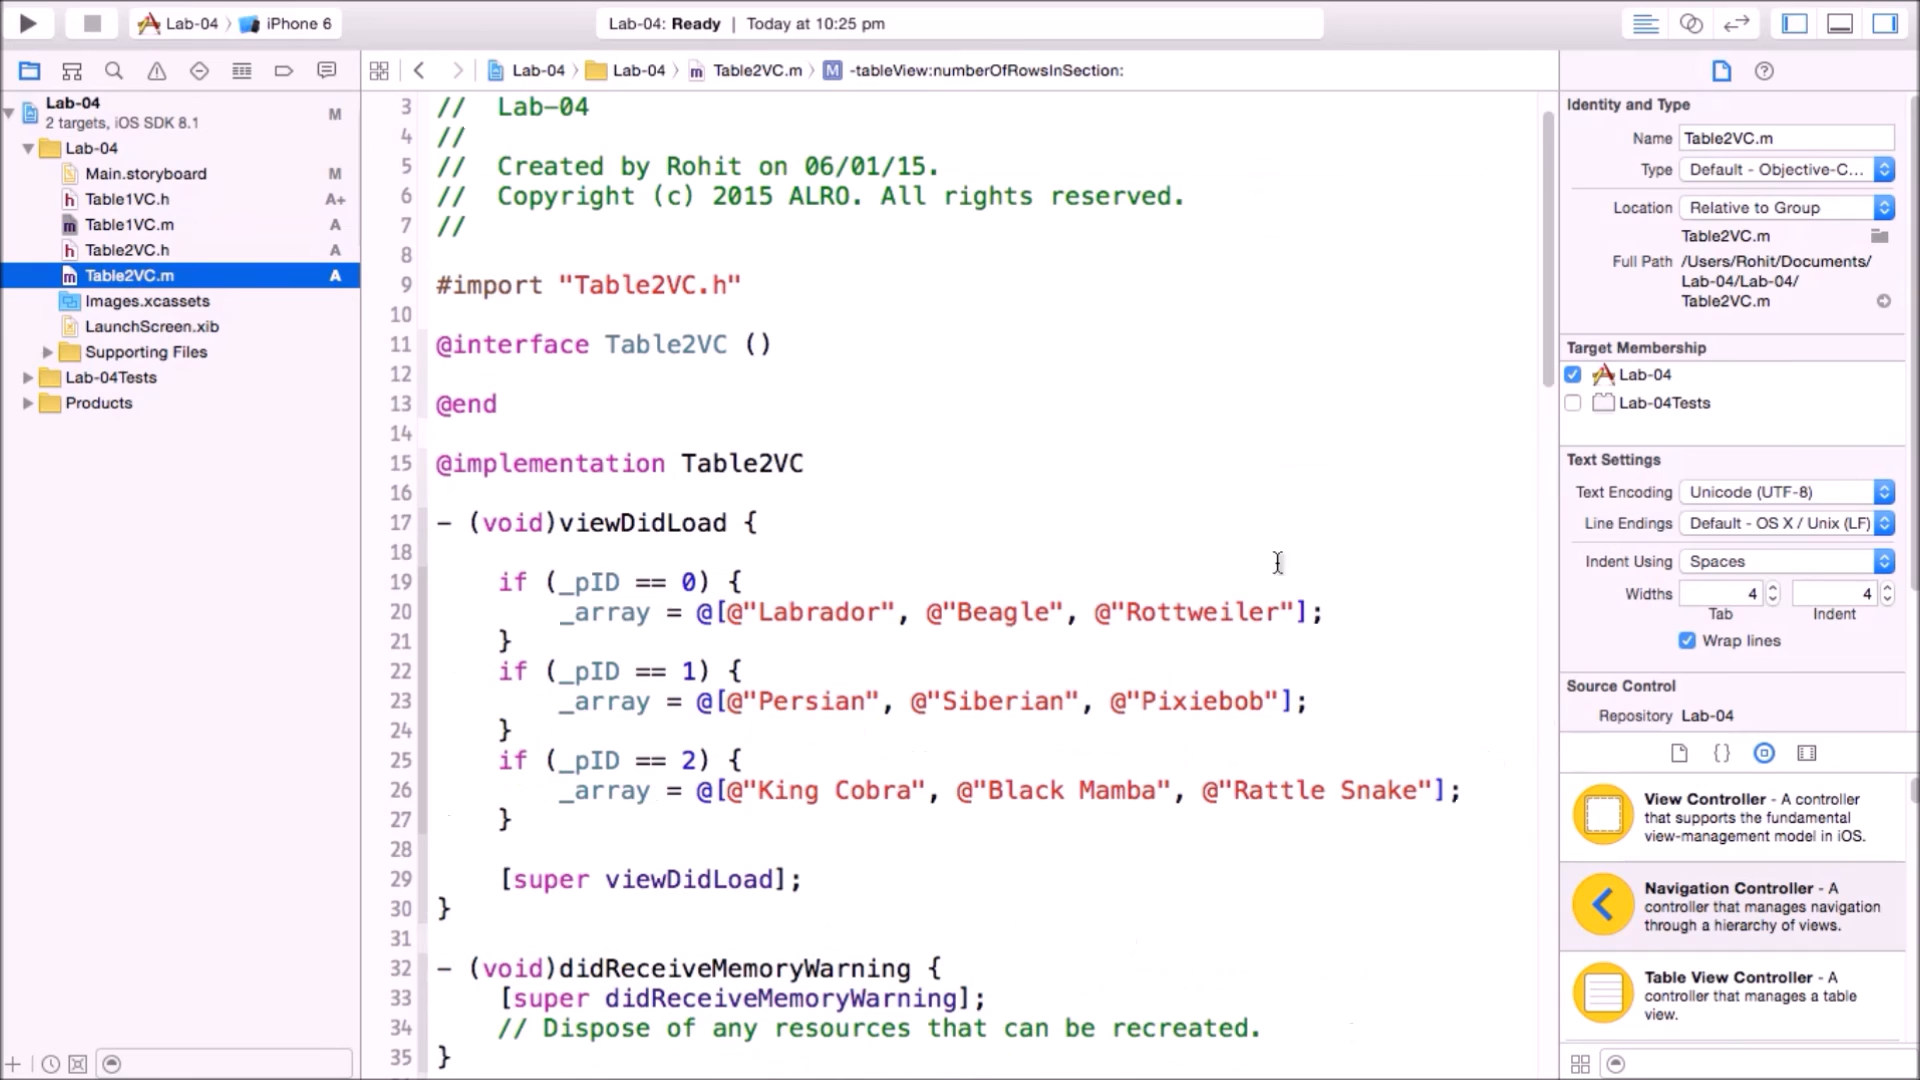 Lab-04 〉 iPhone 6
Lab-04: Ready | Today at 10:25 pm
Lab-04 〉 Lab-04 〉 m Table2VC.m 〉 M -tableView:numberOfRowsInSection:
Lab-04 M
2 targets, iOS SDK 8.1
Lab-04
Main.storyboard M
h Table1VC.h A+
m Table1VC.m A
h Table2VC.h A
m Table2VC.m A
Images.xcassets
LaunchScreen.xib
Supporting Files
Lab-04Tests
Products
3 //  Lab-04
4 //
5 //  Created by Rohit on 06/01/15.
6 //  Copyright (c) 2015 ALRO. All rights reserved.
7 //
8
9 #import "Table2VC.h"
10
11 @interface Table2VC ()
12
13 @end
14
15 @implementation Table2VC
16
17 - (void)viewDidLoad {
18
19     if (_pID == 0) {
20         _array = @[@"Labrador", @"Beagle", @"Rottweiler"];
21     }
22     if (_pID == 1) {
23         _array = @[@"Persian", @"Siberian", @"Pixiebob"];
24     }
25     if (_pID == 2) {
26         _array = @[@"King Cobra", @"Black Mamba", @"Rattle Snake"];
27     }
28
29     [super viewDidLoad];
30 }
31
32 - (void)didReceiveMemoryWarning {
33     [super didReceiveMemoryWarning];
34     // Dispose of any resources that can be recreated.
35 }
Identity and Type
Name Table2VC.m
Type Default - Objective-C...
Location Relative to Group
Table2VC.m
Full Path /Users/Rohit/Documents/
Lab-04/Lab-04/
Table2VC.m
Target Membership
Lab-04
Lab-04Tests
Text Settings
Text Encoding Unicode (UTF-8)
Line Endings Default - OS X / Unix (LF)
Indent Using Spaces
Widths 4 4
Tab Indent
Wrap lines
Source Control
Repository Lab-04
{}
View Controller - A controller
that supports the fundamental
view-management model in iOS.
Navigation Controller - A
controller that manages navigation
through a hierarchy of views.
Table View Controller - A
controller that manages a table
view.